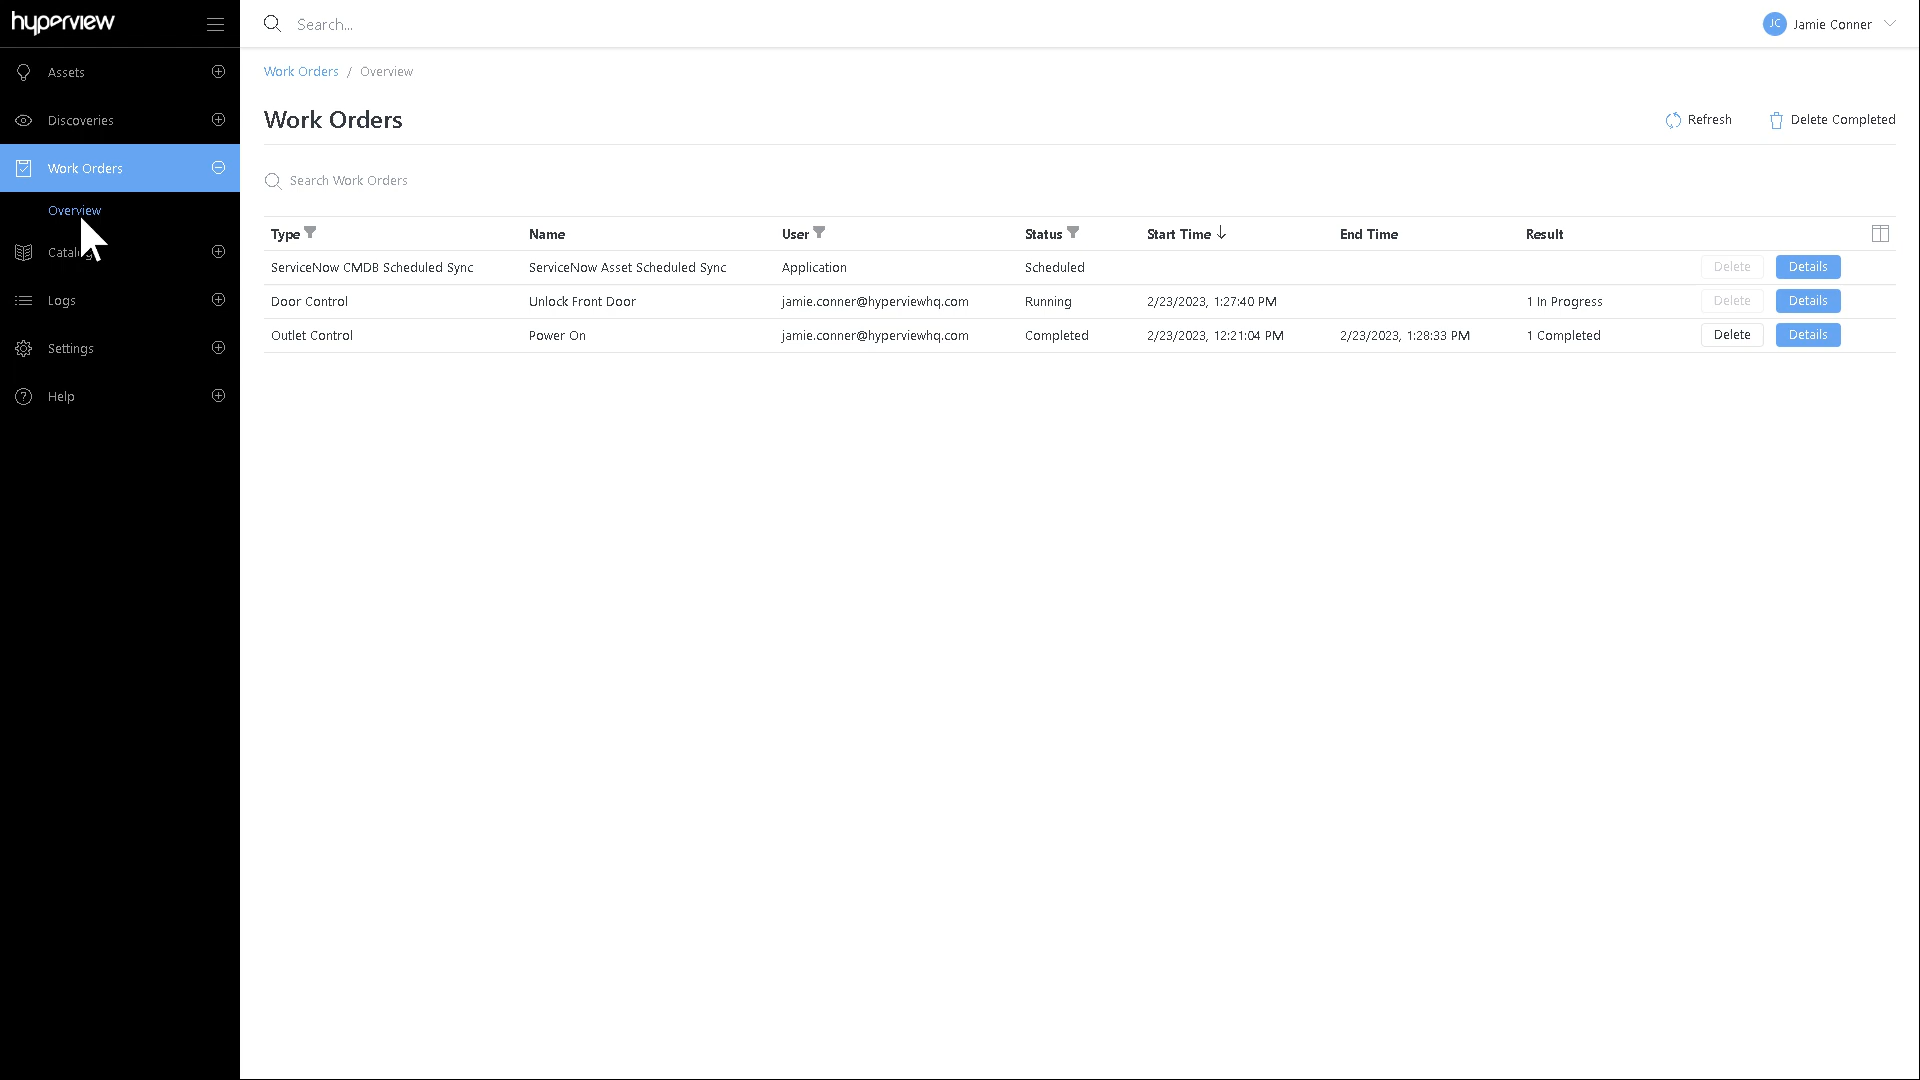 hyperview
Search...
JC Jamie Conner
Assets
Discoveries
Work Orders
Overview
Logs
Settings
Help
Work Orders / Overview
Work Orders
Refresh Delete Completed
Search Work Orders
Type Name User Status Start Time End Time Result
ServiceNow CMDB Scheduled Sync ServiceNow Asset Scheduled Sync Application Scheduled Delete Details
Door Control Unlock Front Door jamie.conner@hyperviewhq.com Running 2/23/2023, 1:27:40 PM 1 In Progress Delete Details
Outlet Control Power On jamie.conner@hyperviewhq.com Completed 2/23/2023, 12:21:04 PM 2/23/2023, 1:28:33 PM 1 Completed Delete Details